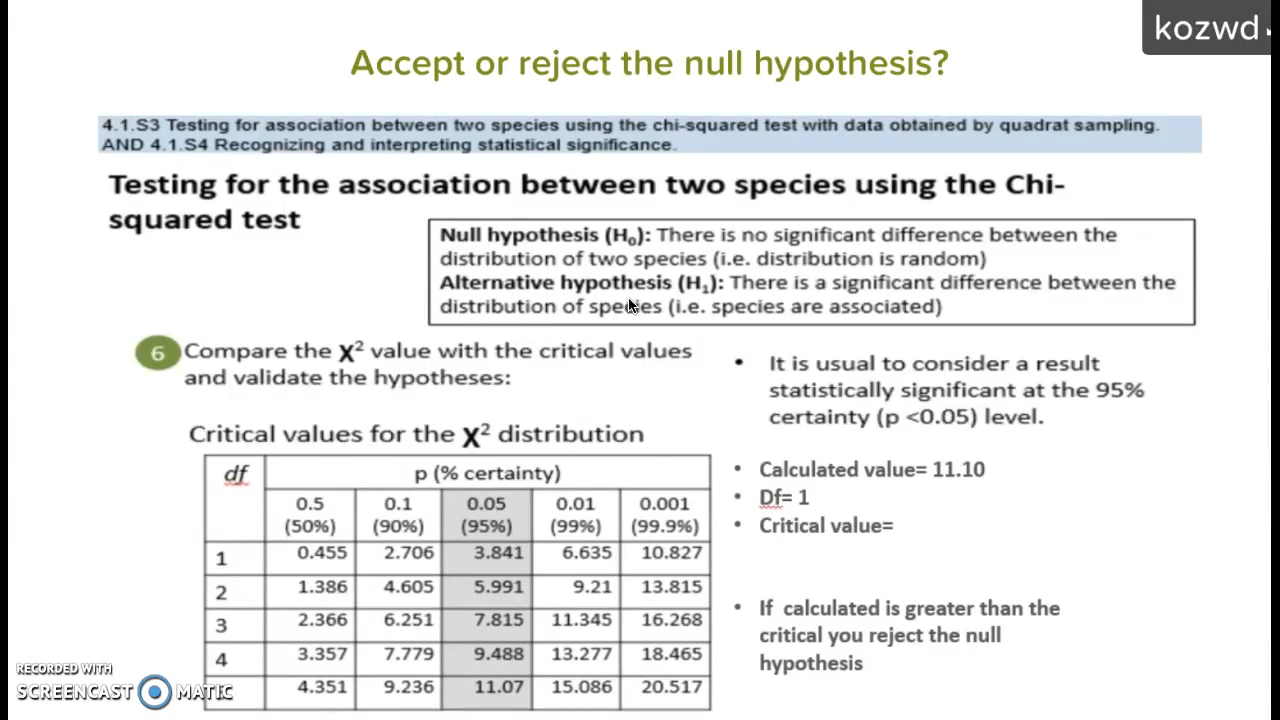 kozwd
Accept or reject the null hypothesis?
4.1.S3 Testing for association between two species using the chi-squared test with data obtained by quadrat sampling.
AND 4.1.S4 Recognizing and interpreting statistical significance.
Testing for the association between two species using the Chi-
squared test
Null hypothesis (H₀): There is no significant difference between the
distribution of two species (i.e. distribution is random)
Alternative hypothesis (H₁): There is a significant difference between the
distribution of species (i.e. species are associated)
6 Compare the X² value with the critical values
and validate the hypotheses:
Critical values for the X² distribution
df p (% certainty)
0.5 0.1 0.05 0.01 0.001
(50%) (90%) (95%) (99%) (99.9%)
1 0.455 2.706 3.841 6.635 10.827
2 1.386 4.605 5.991 9.21 13.815
3 2.366 6.251 7.815 11.345 16.268
4 3.357 7.779 9.488 13.277 18.465
4.351 9.236 11.07 15.086 20.517
• It is usual to consider a result
statistically significant at the 95%
certainty (p <0.05) level.
• Calculated value= 11.10
• Df= 1
• Critical value=
• If calculated is greater than the
critical you reject the null
hypothesis
RECORDED WITH
SCREENCAST MATIC